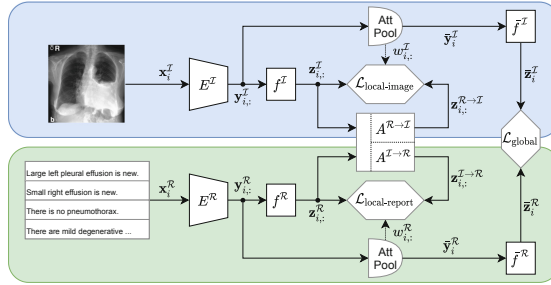 R
b
x_i^I
E^I
y_{i,:}^I
f^I
z_{i,:}^I
Att
Pool
w_{i,:}^I
ȳ_i^I
f̄^I
z̄_i^I
L_local-image
z_{i,:}^{R→I}
A^{R→I}
A^{I→R}
L_global
Large left pleural effusion is new.
Small right effusion is new.
There is no pneumothorax.
There are mild degenerative ...
x_i^R
E^R
y_{i,:}^R
f^R
z_{i,:}^R
L_local-report
z_{i,:}^{I→R}
w_{i,:}^R
Att
Pool
ȳ_i^R
f̄^R
z̄_i^R